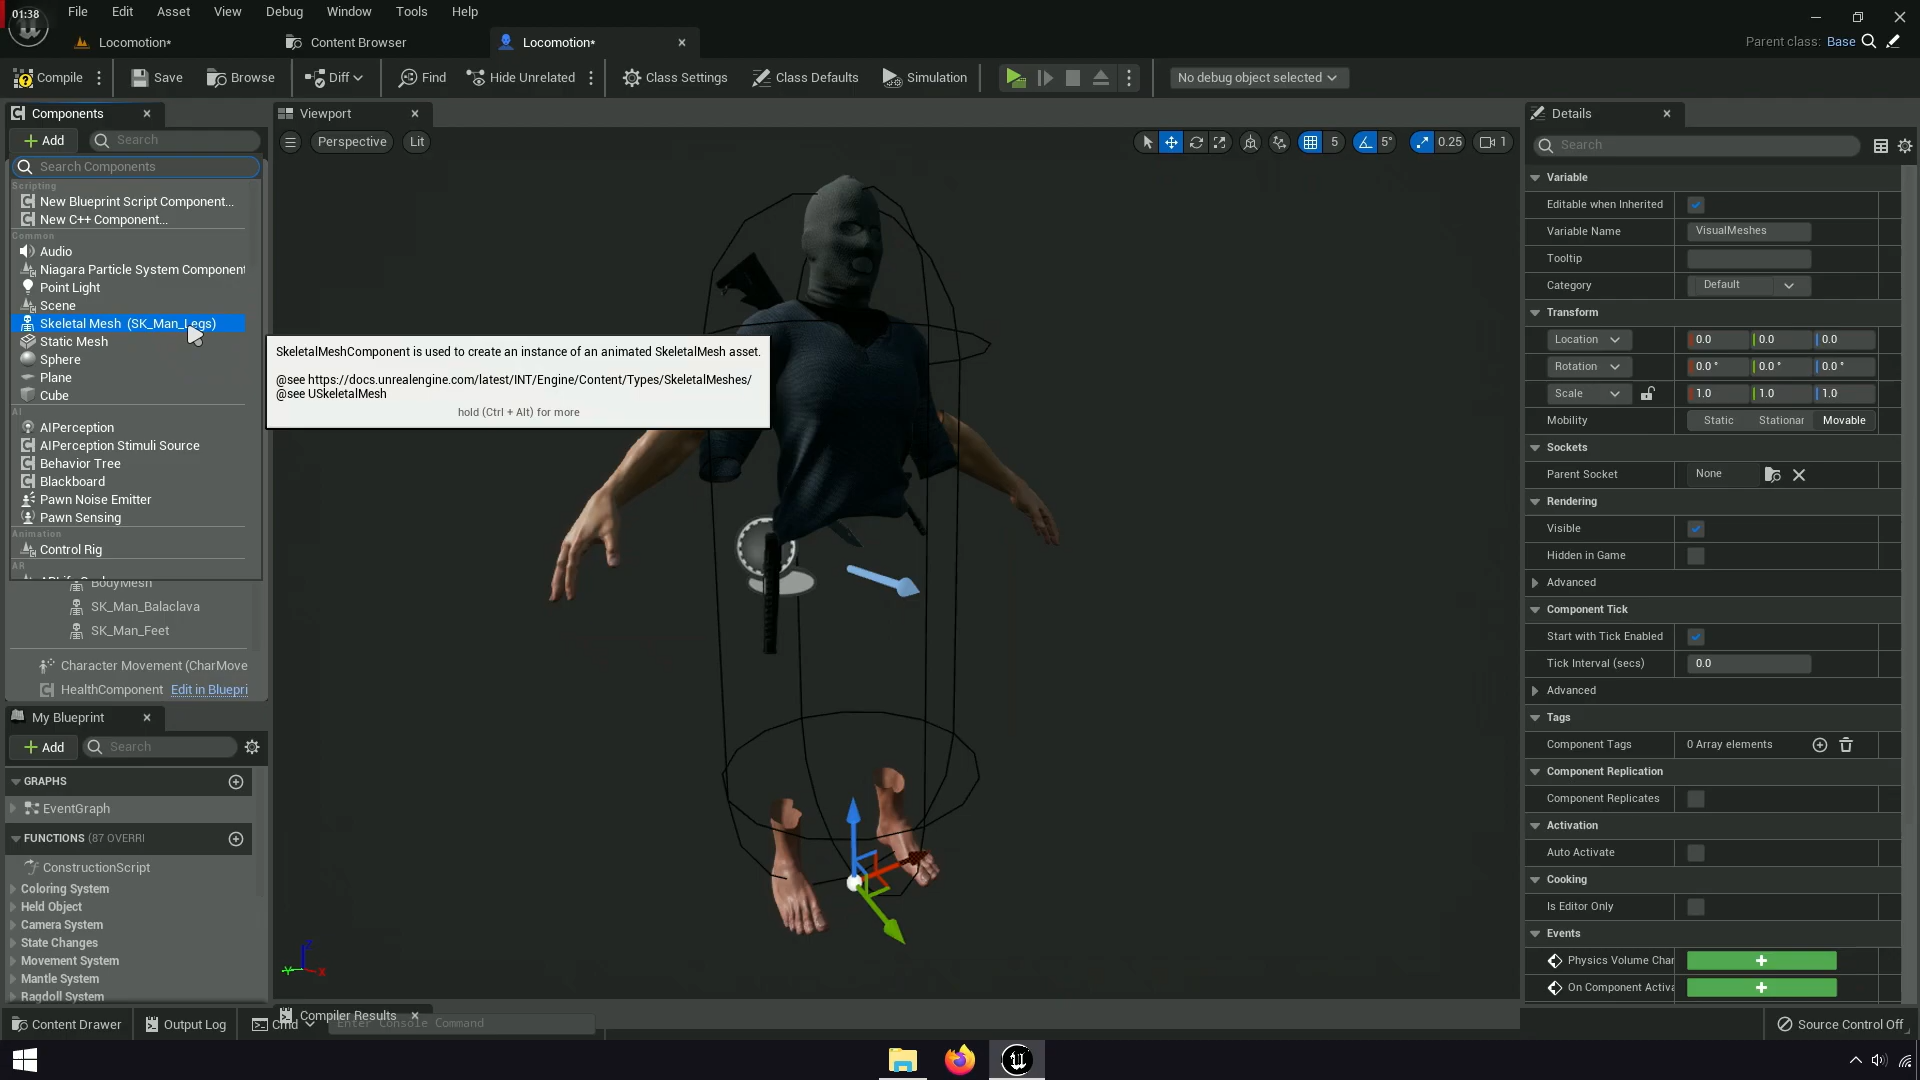 01:38
File Edit Asset View Debug Window Tools Help
Locomotion*
Content Browser
Locomotion*
Parent class: Base
Compile
Save
Browse
Diff
Find
Hide Unrelated
Class Settings
Class Defaults
Simulation
No debug object selected
Components
Add
Search
Search Components
Scripting
New Blueprint Script Component...
New C++ Component...
Common
Audio
Niagara Particle System Component
Point Light
Scene
Skeletal Mesh (SK_Man_Legs)
Static Mesh
Sphere
Plane
Cube
AI
AIPerception
AIPerception Stimuli Source
Behavior Tree
Blackboard
Pawn Noise Emitter
Pawn Sensing
Animation
Control Rig
AR
BodyMesh
SK_Man_Balaclava
SK_Man_Feet
Character Movement (CharMove
HealthComponent Edit in Bluepri
My Blueprint
Add
Search
GRAPHS
EventGraph
FUNCTIONS (87 OVERRI
ConstructionScript
Coloring System
Held Object
Camera System
State Changes
Movement System
Mantle System
Ragdoll System
Viewport
Perspective
Lit
5
5°
0.25
1
SkeletalMeshComponent is used to create an instance of an animated SkeletalMesh asset.
@see https://docs.unrealengine.com/latest/INT/Engine/Content/Types/SkeletalMeshes/
@see USkeletalMesh
hold (Ctrl + Alt) for more
Z
Y
X
Compiler Results
Details
Search
Variable
Editable when Inherited
Variable Name VisualMeshes
Tooltip
Category Default
Transform
Location 0.0 0.0 0.0
Rotation 0.0 ° 0.0 ° 0.0 °
Scale 1.0 1.0 1.0
Mobility Static Stationar Movable
Sockets
Parent Socket None
Rendering
Visible
Hidden in Game
Advanced
Component Tick
Start with Tick Enabled
Tick Interval (secs) 0.0
Advanced
Tags
Component Tags 0 Array elements
Component Replication
Component Replicates
Activation
Auto Activate
Cooking
Is Editor Only
Events
Physics Volume Char
On Component Activa
Content Drawer
Output Log
Cmd
Enter Console Command
Source Control Off